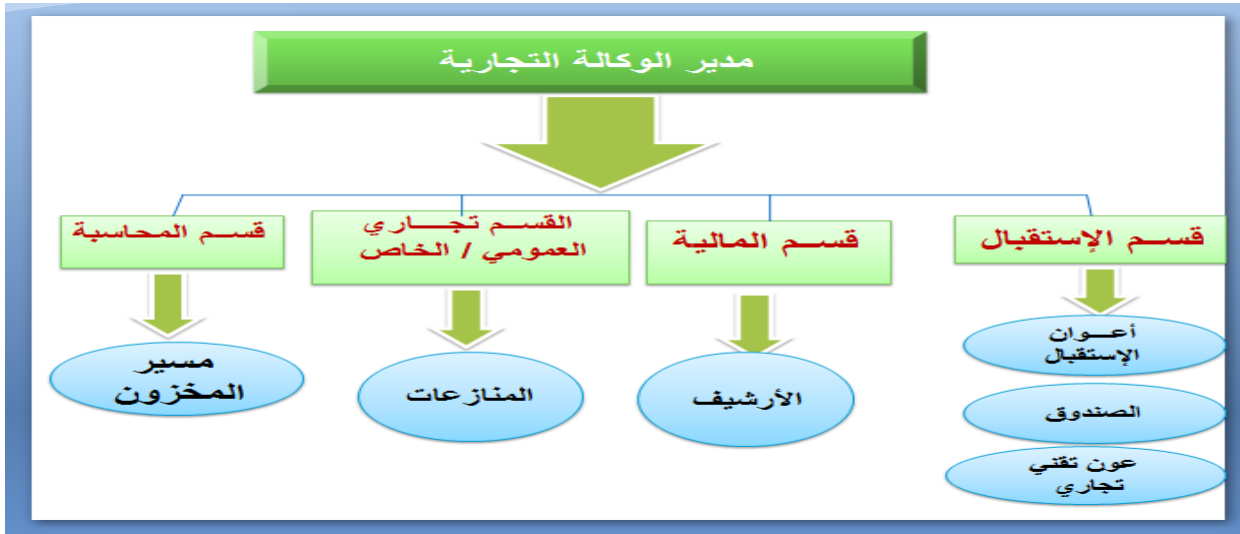 مدير الوكالة التجارية
قسم الإستقبال
قسم المالية
القسم تجاري
العمومي / الخاص
قسم المحاسبة
أعوان
الإستقبال
الصندوق
عون تقني
تجاري
الأرشيف
المنازعات
مسير
المخزون